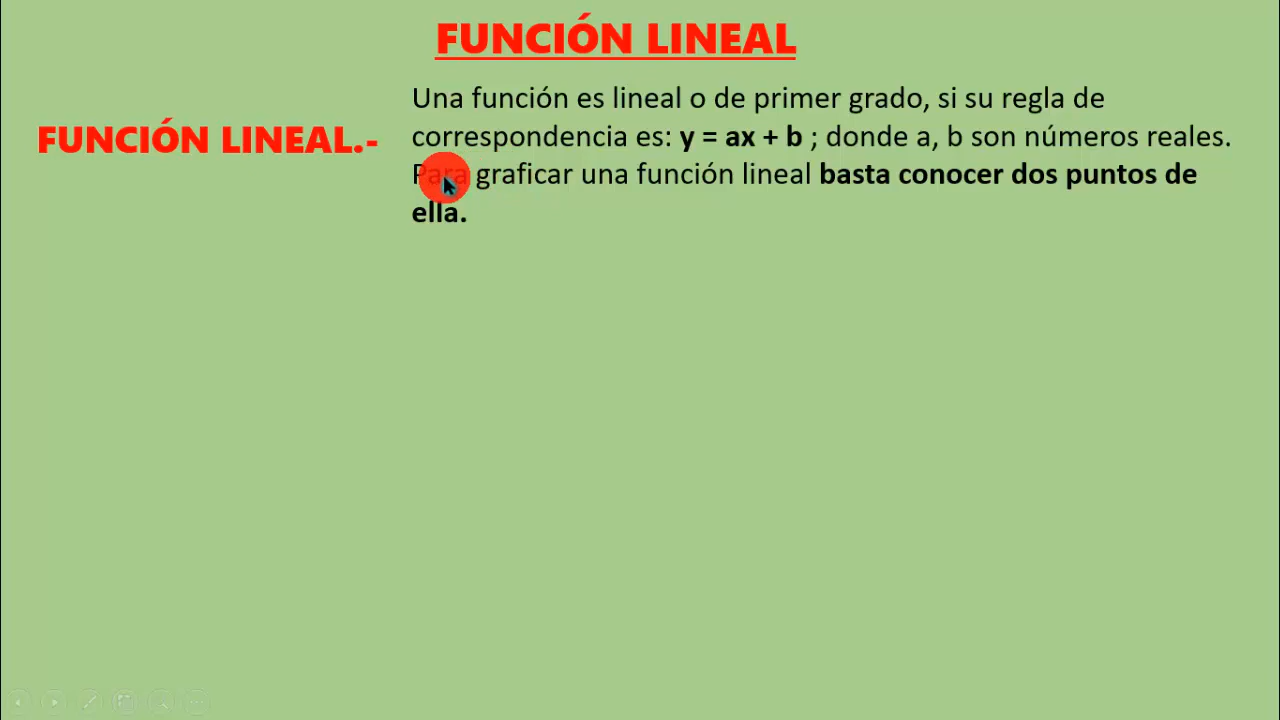 FUNCIÓN LINEAL
FUNCIÓN LINEAL.-
Una función es lineal o de primer grado, si su regla de
correspondencia es: y = ax + b ; donde a, b son números reales.
Para graficar una función lineal basta conocer dos puntos de
ella.